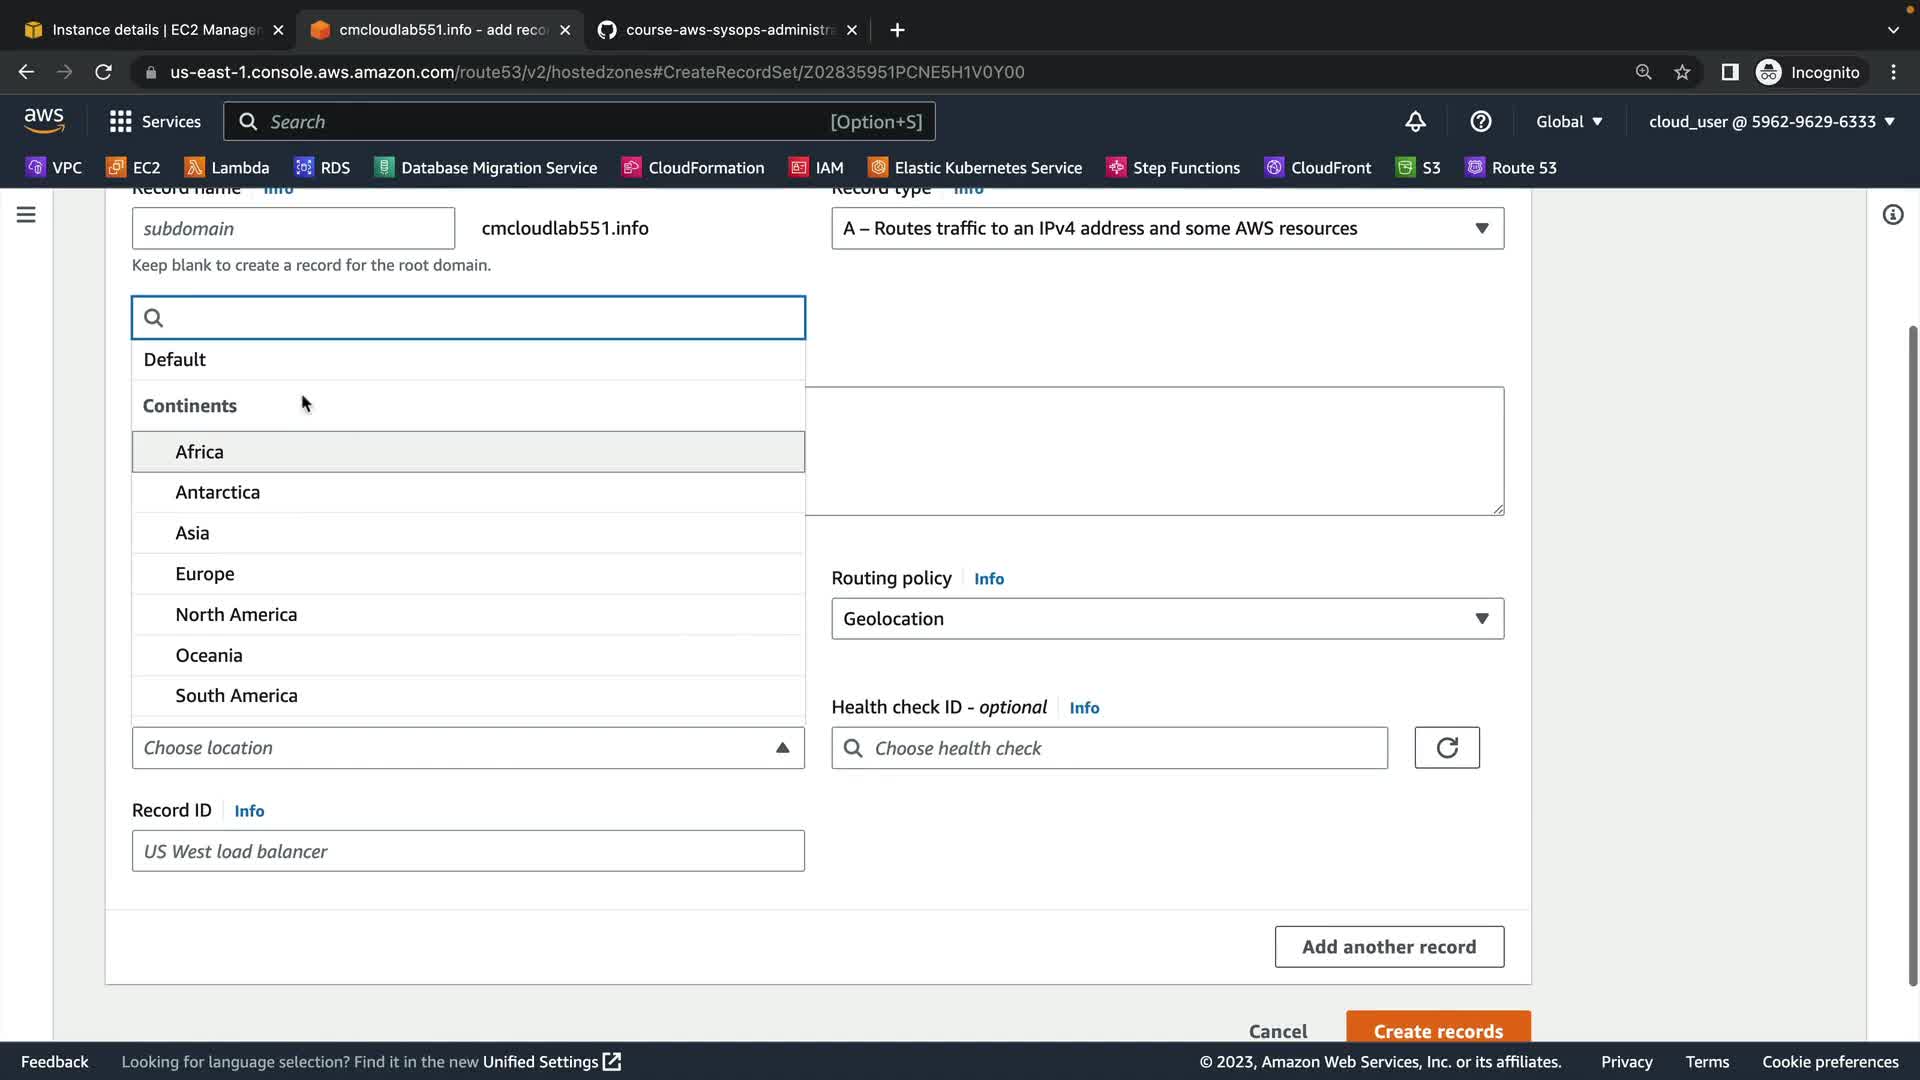 Instance details | EC2 Manager
cmcloudlab551.info - add reco
course-aws-sysops-administra
us-east-1.console.aws.amazon.com/route53/v2/hostedzones#CreateRecordSet/Z02835951PCNE5H1V0Y00
Incognito
aws
Services
Search
[Option+S]
Global
cloud_user @ 5962-9629-6333
VPC
EC2
Lambda
RDS
Database Migration Service
CloudFormation
IAM
Elastic Kubernetes Service
Step Functions
CloudFront
S3
Route 53
Record name Info
Record type Info
subdomain
cmcloudlab551.info
A – Routes traffic to an IPv4 address and some AWS resources
Keep blank to create a record for the root domain.
Default
Continents
Africa
Antarctica
Asia
Europe
North America
Oceania
South America
Routing policy Info
Geolocation
Health check ID - optional Info
Choose location
Choose health check
Record ID Info
US West load balancer
Add another record
Cancel
Create records
Feedback
Looking for language selection? Find it in the new Unified Settings
© 2023, Amazon Web Services, Inc. or its affiliates.
Privacy
Terms
Cookie preferences